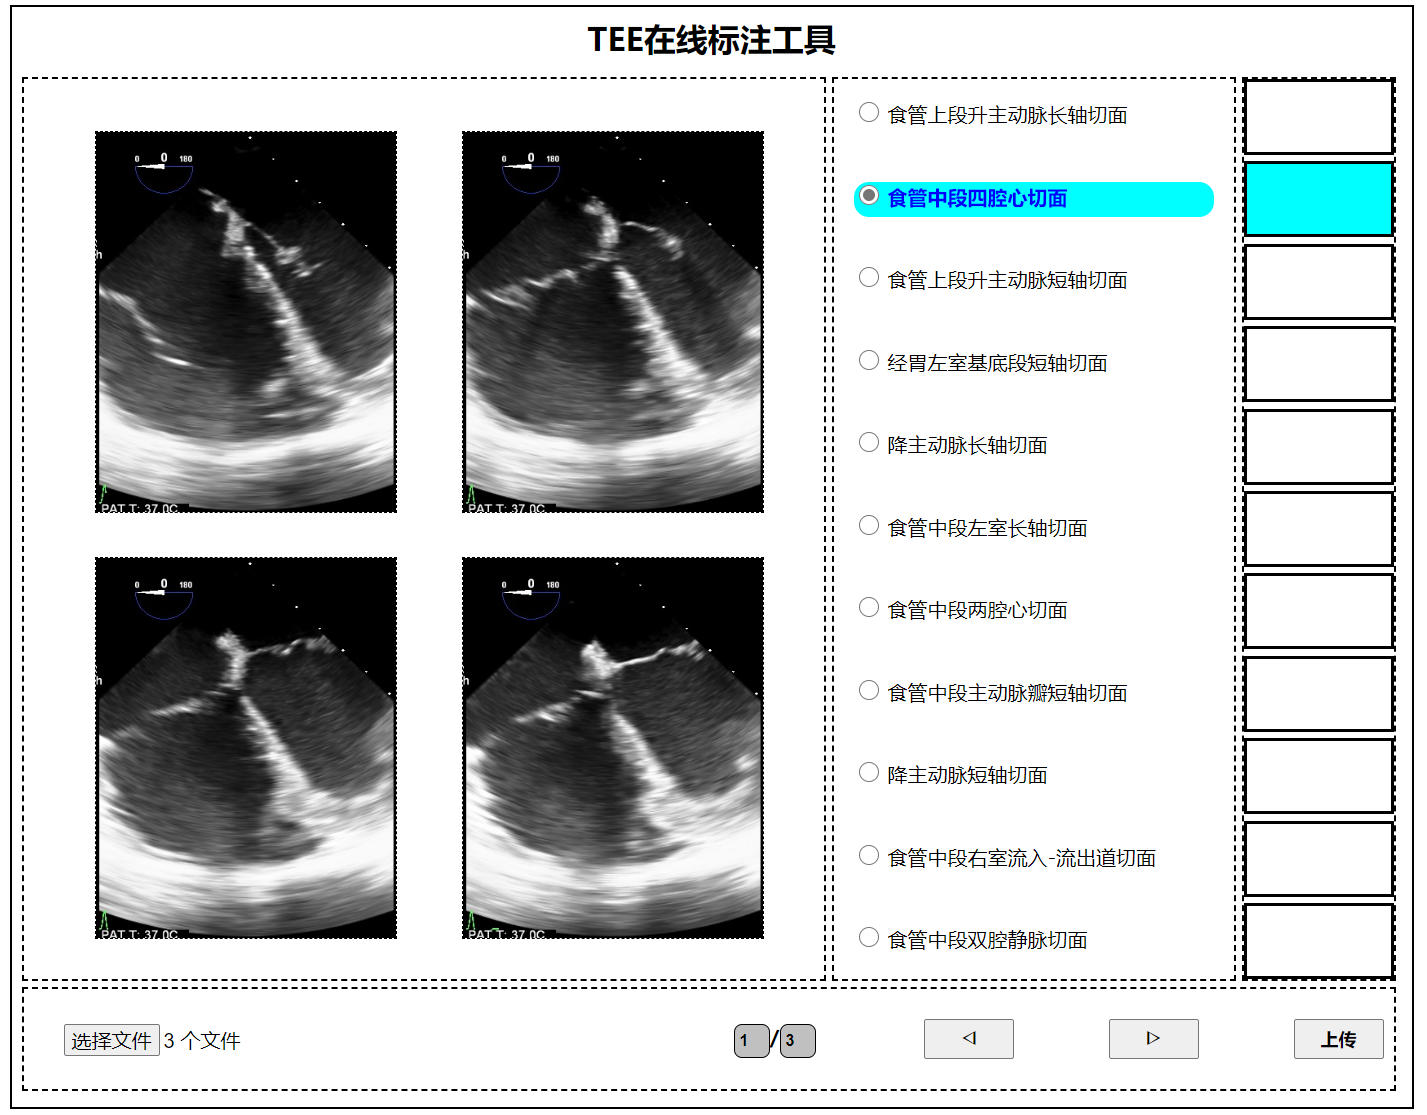 TEE在线标注工具
0 0 180
h
PAT T: 37.0C
0 0 180
h
PAT T: 37.0C
0 0 180
h
PAT T: 37.0C
0 0 180
h
PAT T: 37.0C
食管上段升主动脉长轴切面
食管中段四腔心切面
食管上段升主动脉短轴切面
经胃左室基底段短轴切面
降主动脉长轴切面
食管中段左室长轴切面
食管中段两腔心切面
食管中段主动脉瓣短轴切面
降主动脉短轴切面
食管中段右室流入-流出道切面
食管中段双腔静脉切面
选择文件 3 个文件
1/3
上传